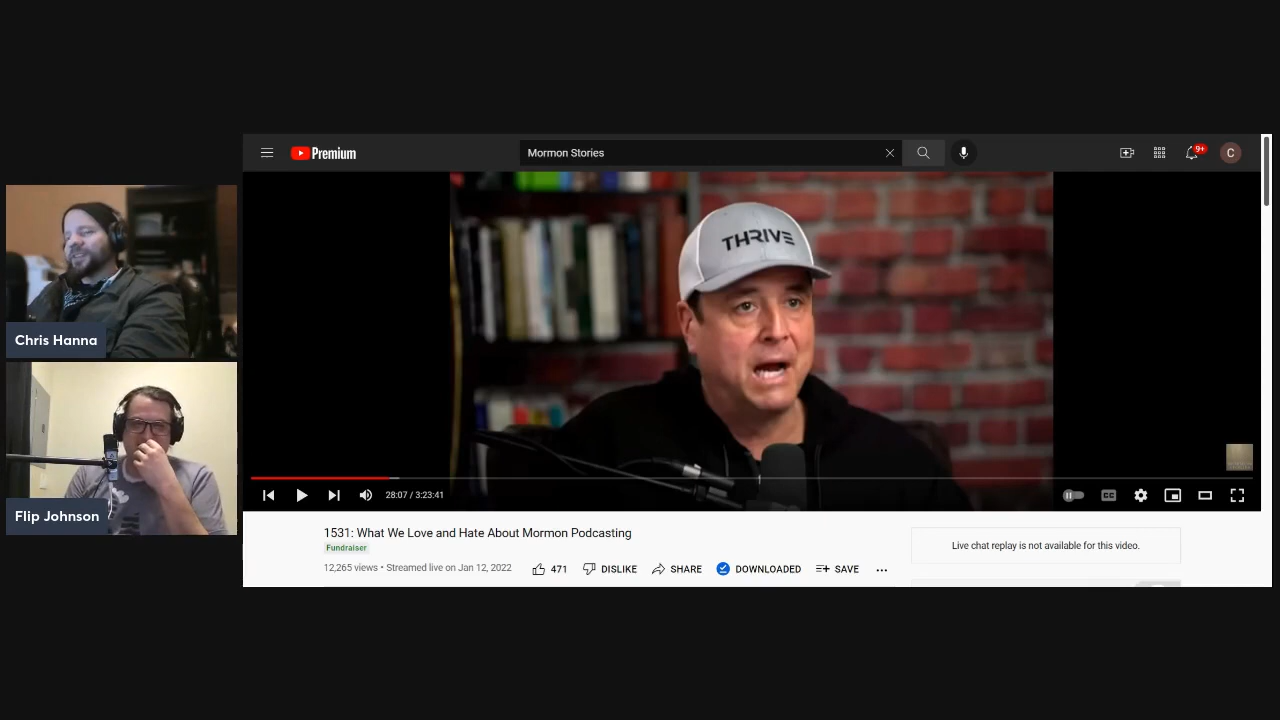 Premium
Mormon Stories
9+
C
THRIVE
Chris Hanna
Flip Johnson
28:07 / 3:23:41
CC
1531: What We Love and Hate About Mormon Podcasting
Fundraiser
12,265 views • Streamed live on Jan 12, 2022
471
DISLIKE
SHARE
DOWNLOADED
SAVE
Live chat replay is not available for this video.